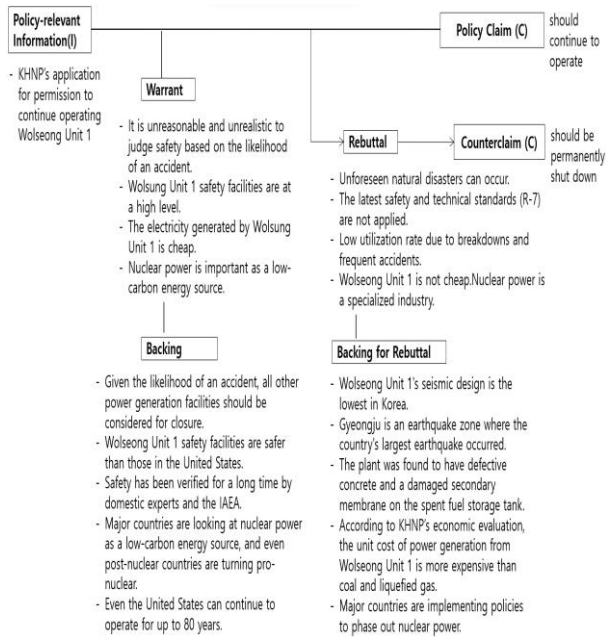 Policy-relevant
Information(I)
- KHNP's application
for permission to
continue operating
Wolseong Unit 1
Policy Claim (C)
should
continue to
operate
Warrant
- It is unreasonable and unrealistic to
judge safety based on the likelihood
of an accident.
- Wolsung Unit 1 safety facilities are at
a high level.
- The electricity generated by Wolsung
Unit 1 is cheap.
- Nuclear power is important as a low-
carbon energy source.
Rebuttal
Counterclaim (C)
should be
permanently
shut down
- Unforeseen natural disasters can occur.
- The latest safety and technical standards (R-7)
are not applied.
- Low utilization rate due to breakdowns and
frequent accidents.
- Wolseong Unit 1 is not cheap.Nuclear power is
a specialized industry.
Backing
- Given the likelihood of an accident, all other
power generation facilities should be
considered for closure.
- Wolseong Unit 1 safety facilities are safer
than those in the United States.
- Safety has been verified for a long time by
domestic experts and the IAEA.
- Major countries are looking at nuclear power
as a low-carbon energy source, and even
post-nuclear countries are turning pro-
nuclear.
- Even the United States can continue to
operate for up to 80 years.
Backing for Rebuttal
- Wolseong Unit 1's seismic design is the
lowest in Korea.
- Gyeongju is an earthquake zone where the
country's largest earthquake occurred.
- The plant was found to have defective
concrete and a damaged secondary
membrane on the spent fuel storage tank.
- According to KHNP's economic evaluation,
the unit cost of power generation from
Wolseong Unit 1 is more expensive than
coal and liquefied gas.
- Major countries are implementing policies
to phase out nuclear power.